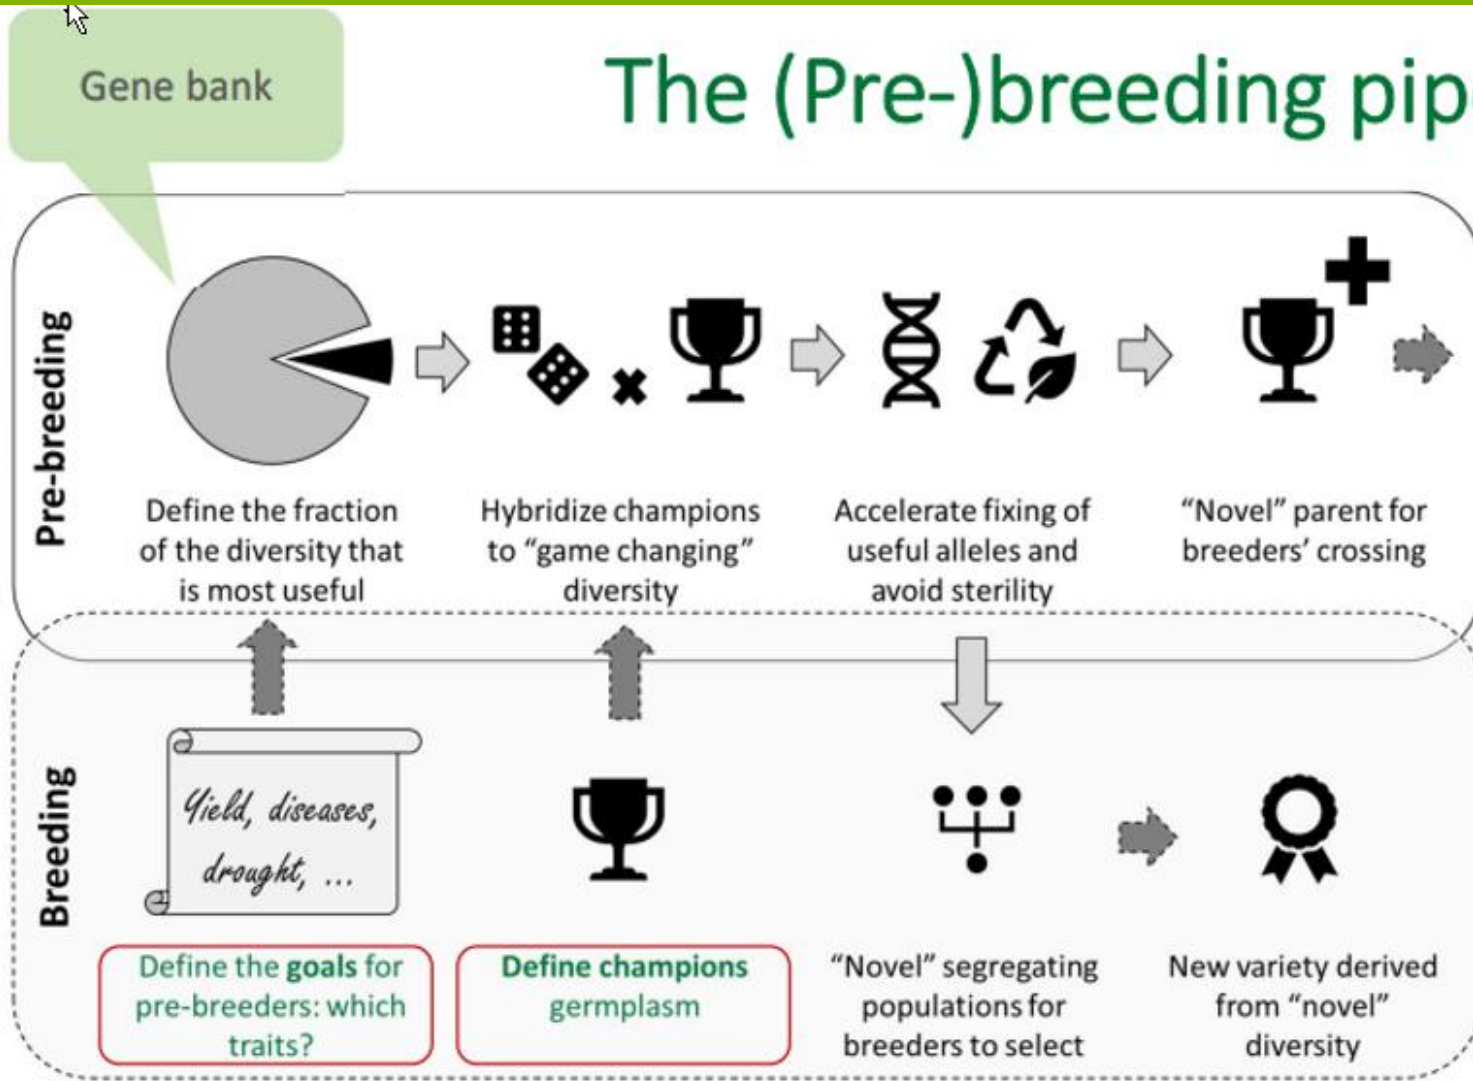 Gene bank
The (Pre-)breeding pip
Pre-breeding
Define the fraction
of the diversity that
is most useful
Hybridize champions
to “game changing”
diversity
Accelerate fixing of
useful alleles and
avoid sterility
“Novel” parent for
breeders’ crossing
Breeding
Yield, diseases,
drought, ...
Define the goals for
pre-breeders: which
traits?
Define champions
germplasm
“Novel” segregating
populations for
breeders to select
New variety derived
from “novel”
diversity